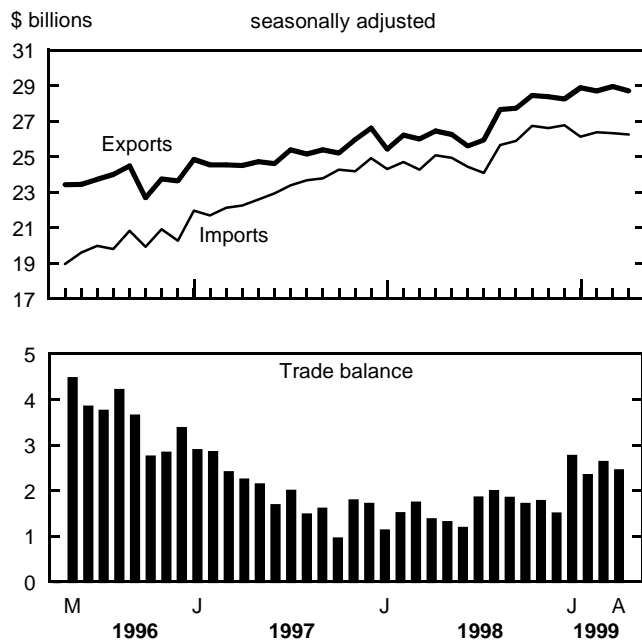 $ billions seasonally adjusted
31
29
27
25
23
21
19
17
Exports
Imports
Trade balance
5
4
3
2
1
0
M J J J A
1996 1997 1998 1999